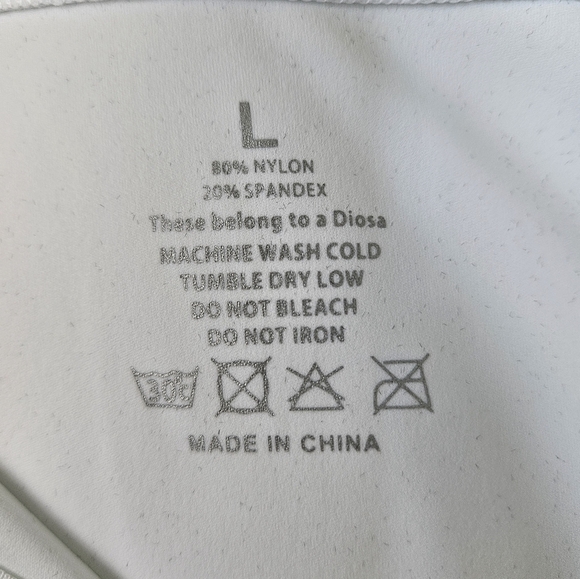 L
80% NYLON
20% SPANDEX
These belong to a Diosa
MACHINE WASH COLD
TUMBLE DRY LOW
DO NOT BLEACH
DO NOT IRON
30c
MADE IN CHINA